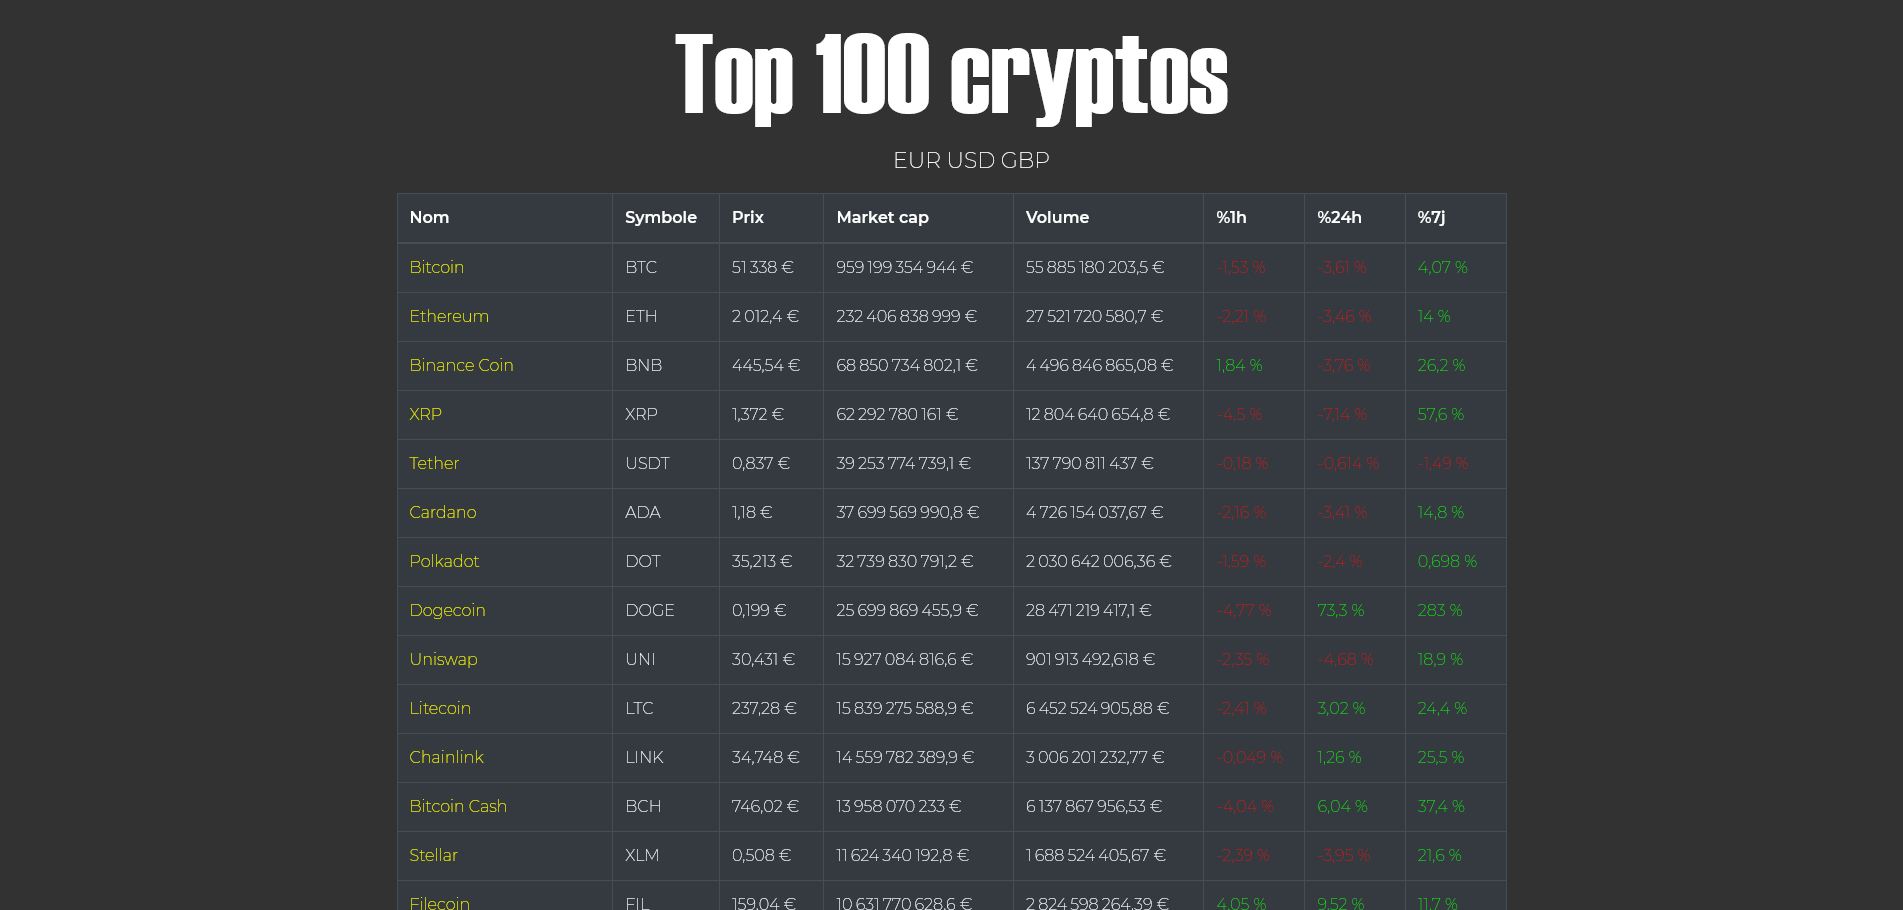 Top 100 cryptos
EUR USD GBP
Nom Symbole Prix Market cap Volume %1h %24h %7j
Bitcoin BTC 51 338 € 959 199 354 944 € 55 885 180 203,5 € -1,53 % -3,61 % 4,07 %
Ethereum ETH 2 012,4 € 232 406 838 999 € 27 521 720 580,7 € -2,21 % -3,46 % 14 %
Binance Coin BNB 445,54 € 68 850 734 802,1 € 4 496 846 865,08 € 1,84 % -3,76 % 26,2 %
XRP XRP 1,372 € 62 292 780 161 € 12 804 640 654,8 € -4,5 % -7,14 % 57,6 %
Tether USDT 0,837 € 39 253 774 739,1 € 137 790 811 437 € -0,18 % -0,614 % -1,49 %
Cardano ADA 1,18 € 37 699 569 990,8 € 4 726 154 037,67 € -2,16 % -3,41 % 14,8 %
Polkadot DOT 35,213 € 32 739 830 791,2 € 2 030 642 006,36 € -1,59 % -2,4 % 0,698 %
Dogecoin DOGE 0,199 € 25 699 869 455,9 € 28 471 219 417,1 € -4,77 % 73,3 % 283 %
Uniswap UNI 30,431 € 15 927 084 816,6 € 901 913 492,618 € -2,35 % -4,68 % 18,9 %
Litecoin LTC 237,28 € 15 839 275 588,9 € 6 452 524 905,88 € -2,41 % 3,02 % 24,4 %
Chainlink LINK 34,748 € 14 559 782 389,9 € 3 006 201 232,77 € -0,049 % 1,26 % 25,5 %
Bitcoin Cash BCH 746,02 € 13 958 070 233 € 6 137 867 956,53 € -4,04 % 6,04 % 37,4 %
Stellar XLM 0,508 € 11 624 340 192,8 € 1 688 524 405,67 € -2,39 % -3,95 % 21,6 %
Filecoin FIL 159,04 € 10 631 770 628,6 € 2 824 598 264,39 € 4,05 % 9,52 % 11,7 %